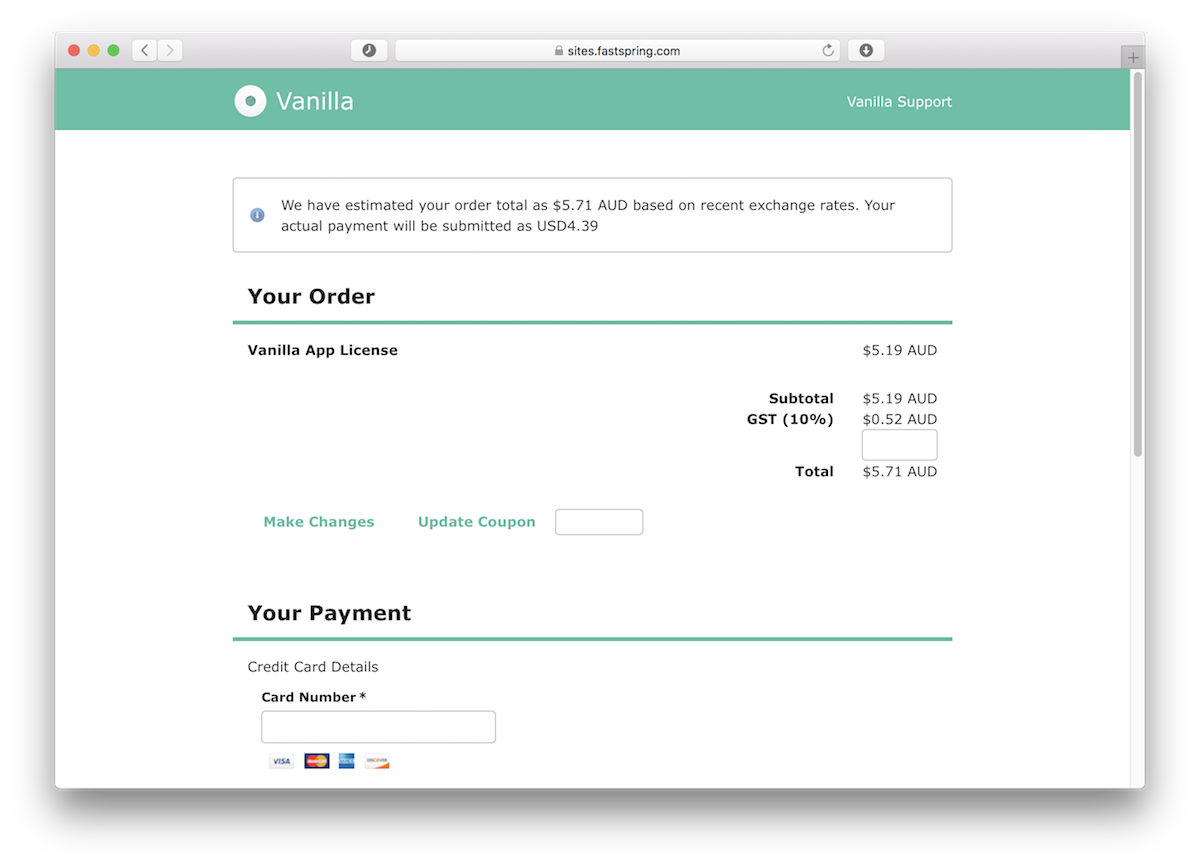 sites.fastspring.com
Vanilla
Vanilla Support
We have estimated your order total as $5.71 AUD based on recent exchange rates. Your
actual payment will be submitted as USD4.39
Your Order
Vanilla App License $5.19 AUD
Subtotal $5.19 AUD
GST (10%) $0.52 AUD
Total $5.71 AUD
Make Changes Update Coupon
Your Payment
Credit Card Details
Card Number *
VISA MasterCard DISCOVER